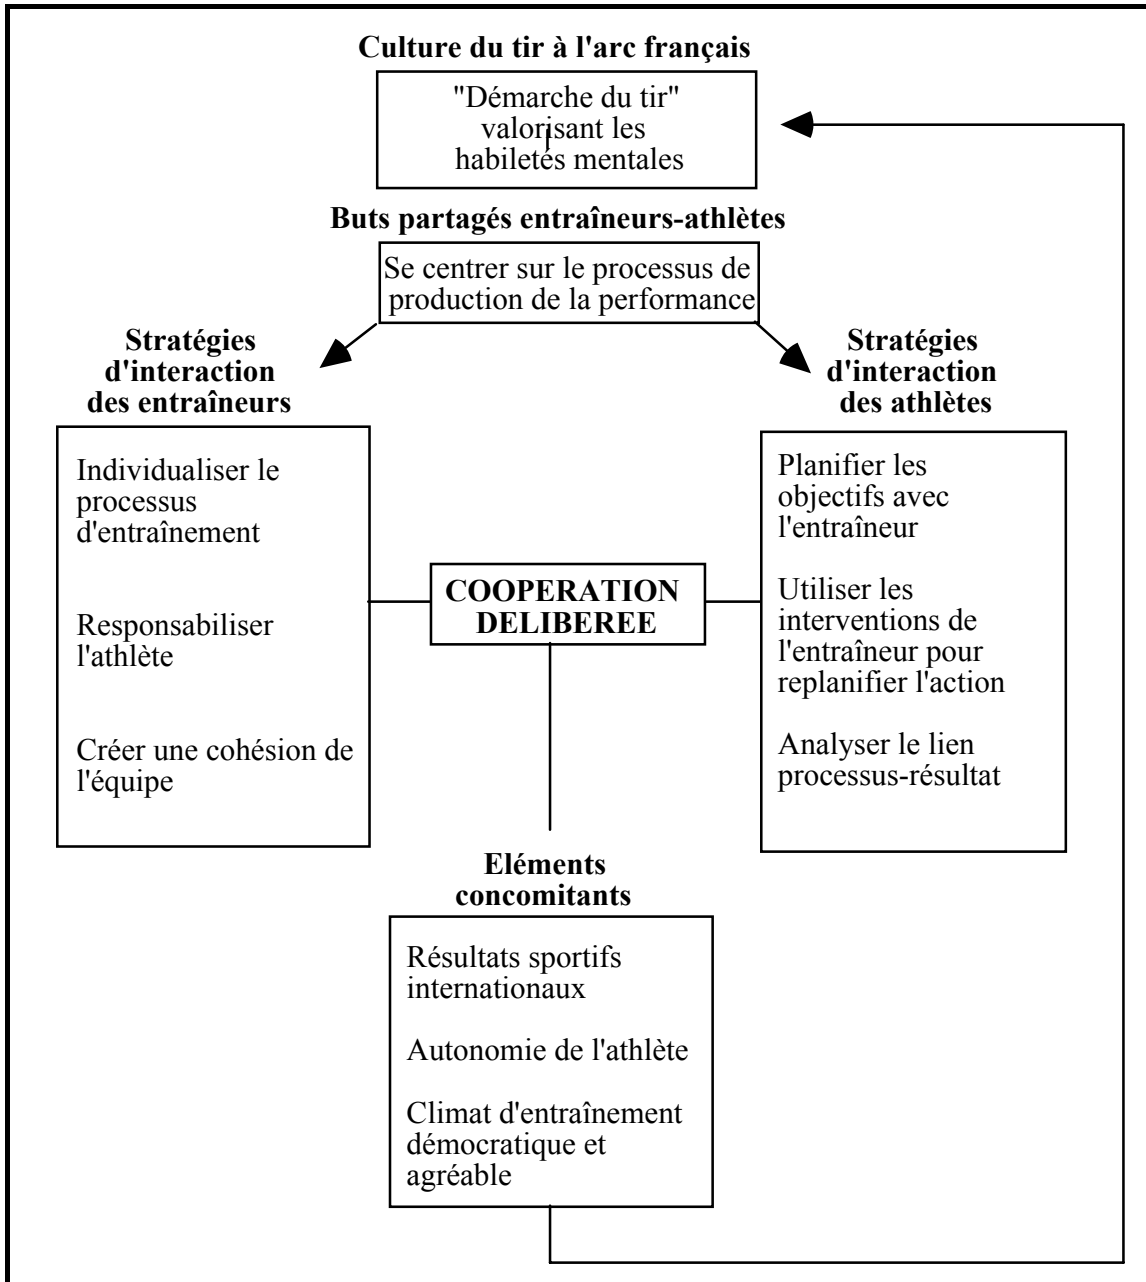 Culture du tir à l'arc français
"Démarche du tir"
valorisant les
habiletés mentales
Buts partagés entraîneurs-athlètes
Se centrer sur le processus de
production de la performance
Stratégies
d'interaction
des entraîneurs
Individualiser le
processus
d'entraînement
Responsabiliser
l'athlète
Créer une cohésion de
l'équipe
Stratégies
d'interaction
des athlètes
Planifier les
objectifs avec
l'entraîneur
Utiliser les
interventions de
l'entraîneur pour
replanifier l'action
Analyser le lien
processus-résultat
COOPERATION
DELIBEREE
Eléments
concomitants
Résultats sportifs
internationaux
Autonomie de l'athlète
Climat d'entraînement
démocratique et
agréable